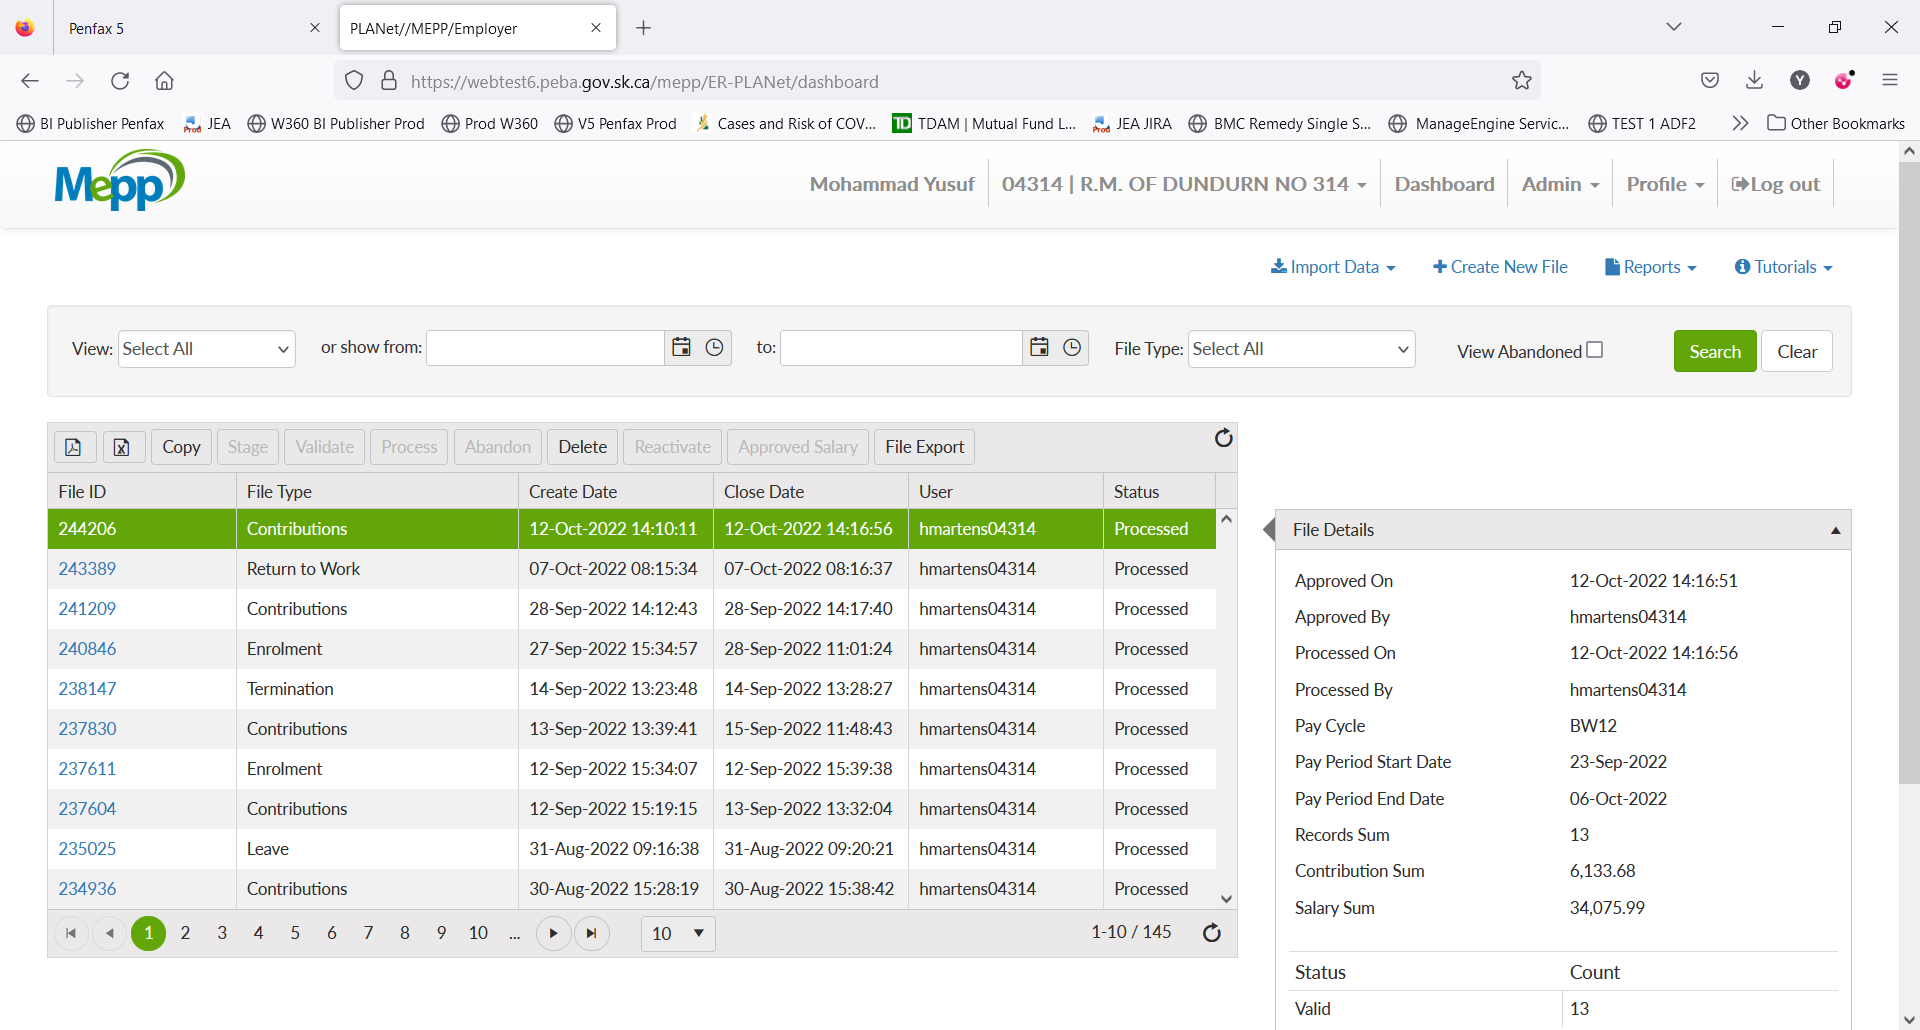 Penfax 5
PLANet//MEPP/Employer
https://webtest6.peba.gov.sk.ca/mepp/ER-PLANet/dashboard
Y
BI Publisher Penfax JEA W360 BI Publisher Prod Prod W360 V5 Penfax Prod Cases and Risk of COV... TD TDAM | Mutual Fund L... JEA JIRA BMC Remedy Single S... ManageEngine Servic... TEST 1 ADF2 Other Bookmarks
Mepp
Mohammad Yusuf 04314 | R.M. OF DUNDURN NO 314 Dashboard Admin Profile Log out
Import Data Create New File Reports Tutorials
View: Select All or show from: to: File Type: Select All View Abandoned Search Clear
Copy Stage Validate Process Abandon Delete Reactivate Approved Salary File Export
File ID File Type Create Date Close Date User Status
244206 Contributions 12-Oct-2022 14:10:11 12-Oct-2022 14:16:56 hmartens04314 Processed
243389 Return to Work 07-Oct-2022 08:15:34 07-Oct-2022 08:16:37 hmartens04314 Processed
241209 Contributions 28-Sep-2022 14:12:43 28-Sep-2022 14:17:40 hmartens04314 Processed
240846 Enrolment 27-Sep-2022 15:34:57 28-Sep-2022 11:01:24 hmartens04314 Processed
238147 Termination 14-Sep-2022 13:23:48 14-Sep-2022 13:28:27 hmartens04314 Processed
237830 Contributions 13-Sep-2022 13:39:41 15-Sep-2022 11:48:43 hmartens04314 Processed
237611 Enrolment 12-Sep-2022 15:34:07 12-Sep-2022 15:39:38 hmartens04314 Processed
237604 Contributions 12-Sep-2022 15:19:15 13-Sep-2022 13:32:04 hmartens04314 Processed
235025 Leave 31-Aug-2022 09:16:38 31-Aug-2022 09:20:21 hmartens04314 Processed
234936 Contributions 30-Aug-2022 15:28:19 30-Aug-2022 15:38:42 hmartens04314 Processed
1 2 3 4 5 6 7 8 9 10 ... 10 1-10 / 145
File Details
Approved On 12-Oct-2022 14:16:51
Approved By hmartens04314
Processed On 12-Oct-2022 14:16:56
Processed By hmartens04314
Pay Cycle BW12
Pay Period Start Date 23-Sep-2022
Pay Period End Date 06-Oct-2022
Records Sum 13
Contribution Sum 6,133.68
Salary Sum 34,075.99
Status Count
Valid 13